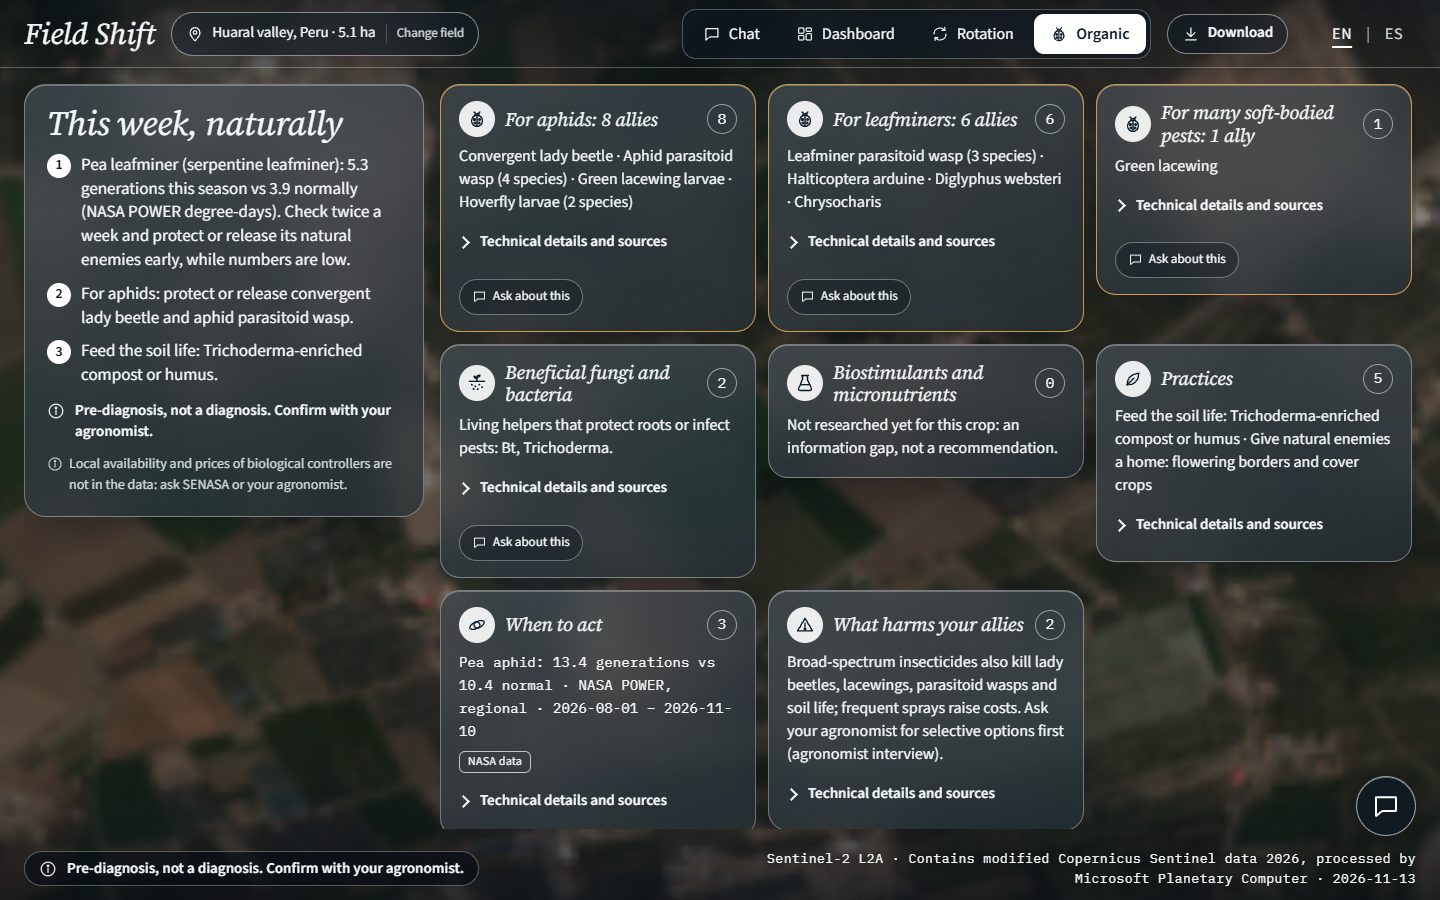 Field Shift
Huaral valley, Peru · 5.1 ha
Change field
Chat
Dashboard
Rotation
Organic
Download
EN | ES
This week, naturally
1
Pea leafminer (serpentine leafminer): 5.3
generations this season vs 3.9 normally
(NASA POWER degree-days). Check twice a
week and protect or release its natural
enemies early, while numbers are low.
2
For aphids: protect or release convergent
lady beetle and aphid parasitoid wasp.
3
Feed the soil life: Trichoderma-enriched
compost or humus.
Pre-diagnosis, not a diagnosis. Confirm with your
agronomist.
Local availability and prices of biological controllers are
not in the data: ask SENASA or your agronomist.
For aphids: 8 allies
8
Convergent lady beetle · Aphid parasitoid
wasp (4 species) · Green lacewing larvae ·
Hoverfly larvae (2 species)
Technical details and sources
Ask about this
For leafminers: 6 allies
6
Leafminer parasitoid wasp (3 species) ·
Halticoptera arduine · Diglyphus websteri
· Chrysocharis
Technical details and sources
Ask about this
For many soft-bodied
pests: 1 ally
1
Green lacewing
Technical details and sources
Ask about this
Beneficial fungi and
bacteria
2
Living helpers that protect roots or infect
pests: Bt, Trichoderma.
Technical details and sources
Ask about this
Biostimulants and
micronutrients
0
Not researched yet for this crop: an
information gap, not a recommendation.
Practices
5
Feed the soil life: Trichoderma-enriched
compost or humus · Give natural enemies
a home: flowering borders and cover
crops
Technical details and sources
When to act
3
Pea aphid: 13.4 generations vs
10.4 normal · NASA POWER,
regional · 2026-08-01 – 2026-11-
10
NASA data
Technical details and sources
What harms your allies
2
Broad-spectrum insecticides also kill lady
beetles, lacewings, parasitoid wasps and
soil life; frequent sprays raise costs. Ask
your agronomist for selective options first
(agronomist interview).
Technical details and sources
Pre-diagnosis, not a diagnosis. Confirm with your agronomist.
Sentinel-2 L2A · Contains modified Copernicus Sentinel data 2026, processed by
Microsoft Planetary Computer · 2026-11-13